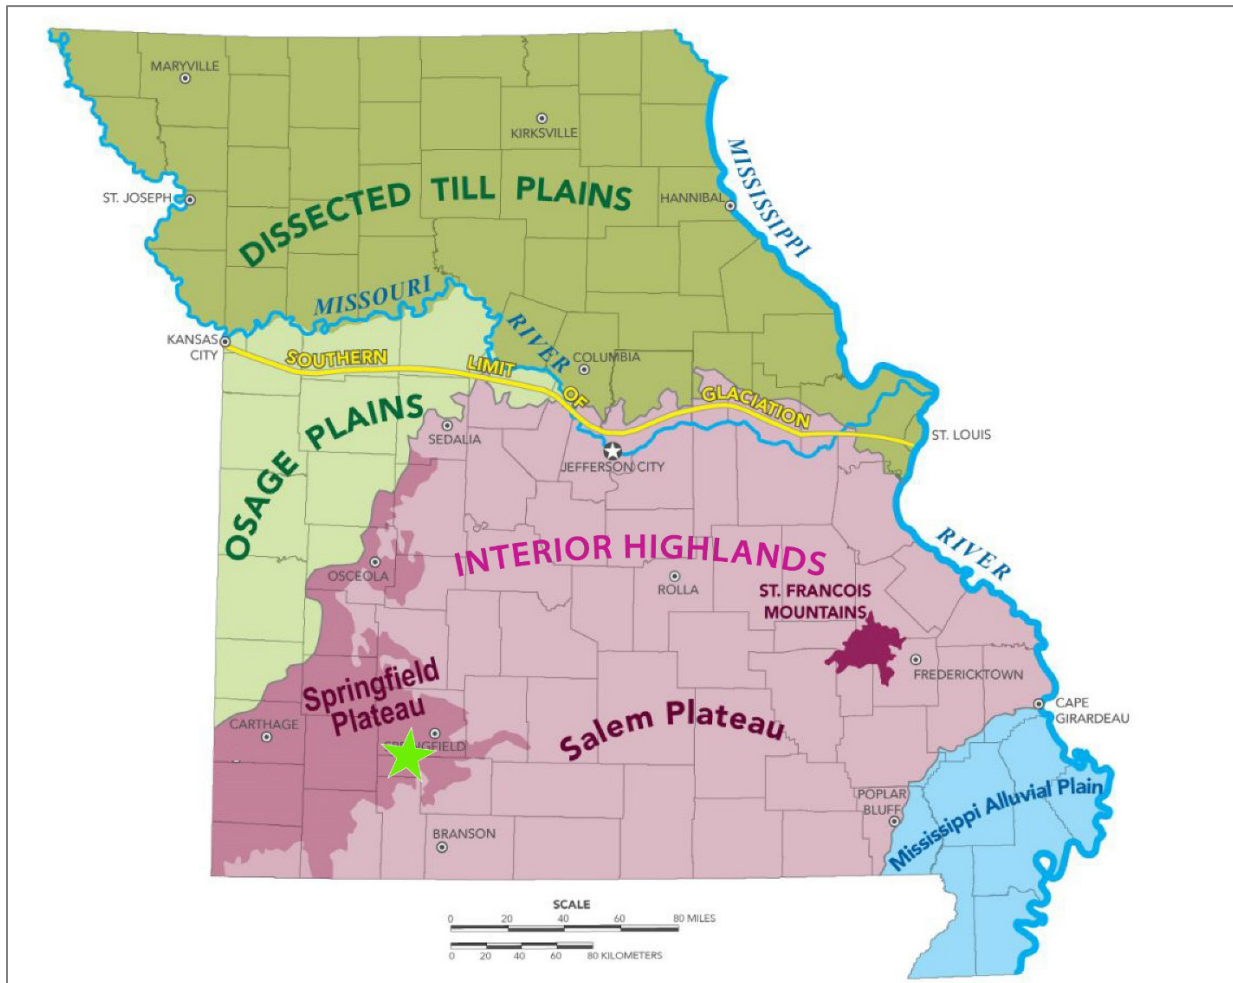 MARYVILLE
KIRKSVILLE
MISSISSIPPI
ST. JOSEPH
HANNIBAL
DISSECTED TILL PLAINS
MISSOURI
RIVER
KANSAS
CITY
SOUTHERN LIMIT OF GLACIATION
COLUMBIA
OSAGE PLAINS
SEDALIA
ST. LOUIS
JEFFERSON CITY
RIVER
INTERIOR HIGHLANDS
OSCEOLA
ROLLA
ST. FRANCOIS
MOUNTAINS
FREDERICKTOWN
Springfield
Plateau
Salem Plateau
CAPE
GIRARDEAU
CARTHAGE
SPRINGFIELD
POPLAR
BLUFF
Mississippi Alluvial Plain
BRANSON
SCALE
0 20 40 60 80 MILES
0 20 40 60 80 KILOMETERS